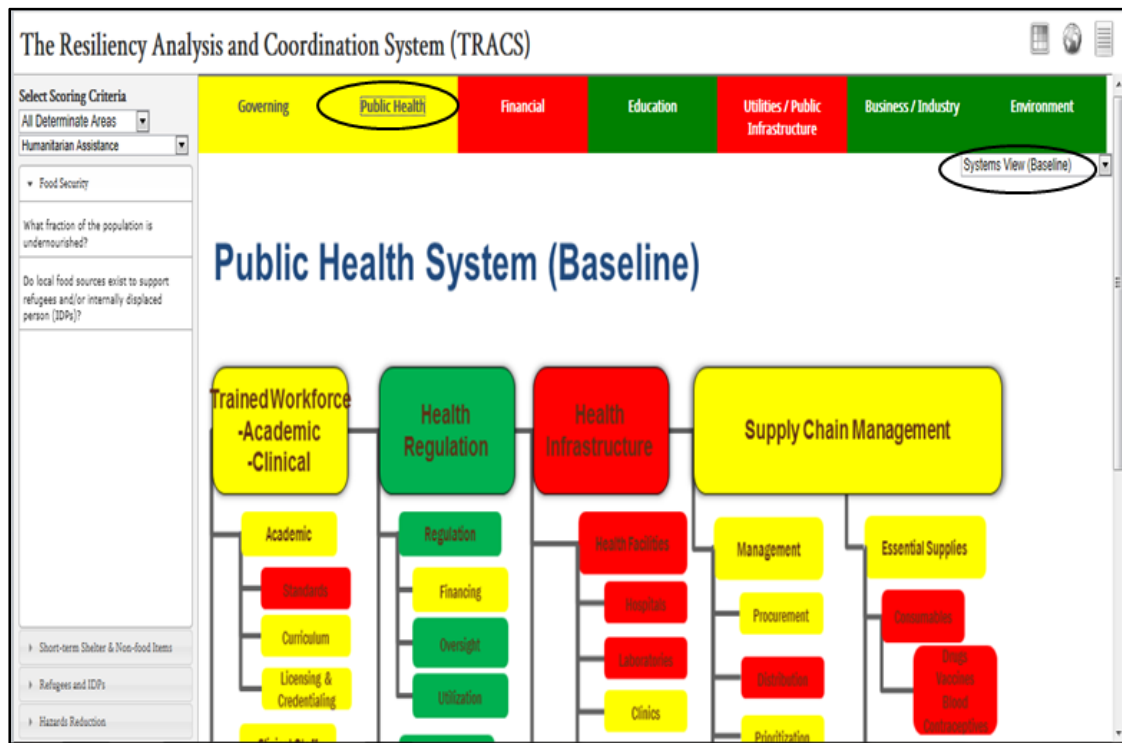 The Resiliency Analysis and Coordination System (TRACS)
Select Scoring Criteria
All Determinate Areas
Humanitarian Assistance
Food Security
What fraction of the population is
undernourished?
Do local food sources exist to support
refugees and/or internally displaced
person (IDPs)?
Short-term Shelter & Non-food Items
Refugees and IDPs
Hazards Reduction
Governing
Public Health
Financial
Education
Utilities / Public
Infrastructure
Business / Industry
Environment
Systems View (Baseline)
Public Health System (Baseline)
Trained Workforce
-Academic
-Clinical
Health
Regulation
Health
Infrastructure
Supply Chain Management
Academic
Standards
Curriculum
Licensing &
Credentialing
Regulation
Financing
Oversight
Utilization
Health Facilities
Hospitals
Laboratories
Clinics
Management
Procurement
Distribution
Prioritization
Essential Supplies
Consumables
Drugs
Vaccines
Blood
Contraceptives